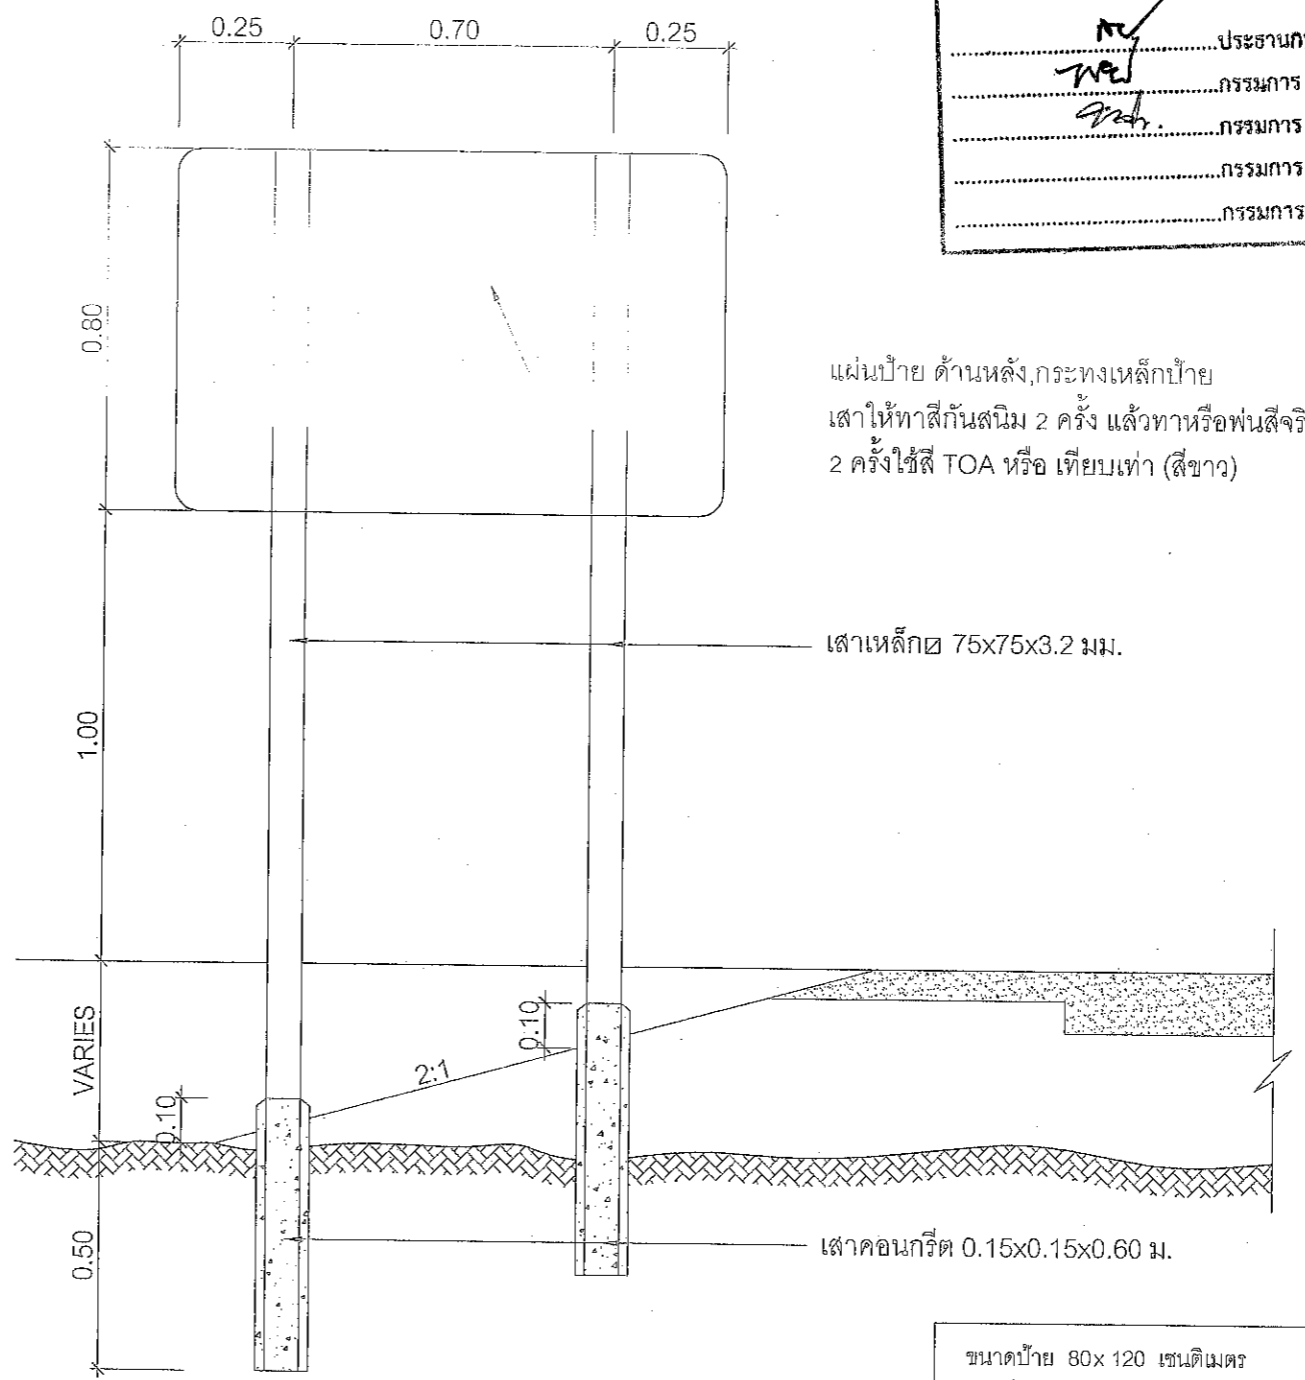 0.25 0.70 0.25
ประธานก
กรรมการ
กรรมการ
กรรมการ
กรรมการ
0.80
แผ่นป้าย ด้านหลัง,กระทงเหล็กป้าย
เสาให้ทาสีกันสนิม 2 ครั้ง แล้วทาหรือพ่นสีจริ
2 ครั้งใช้สี TOA หรือ เทียบเท่า (สีขาว)
เสาเหล็ก 75x75x3.2 มม.
1.00
VARIES
0.10
0.10
2:1
0.50
เสาคอนกรีต 0.15x0.15x0.60 ม.
ขนาดป้าย 80x120 เซนติเมตร